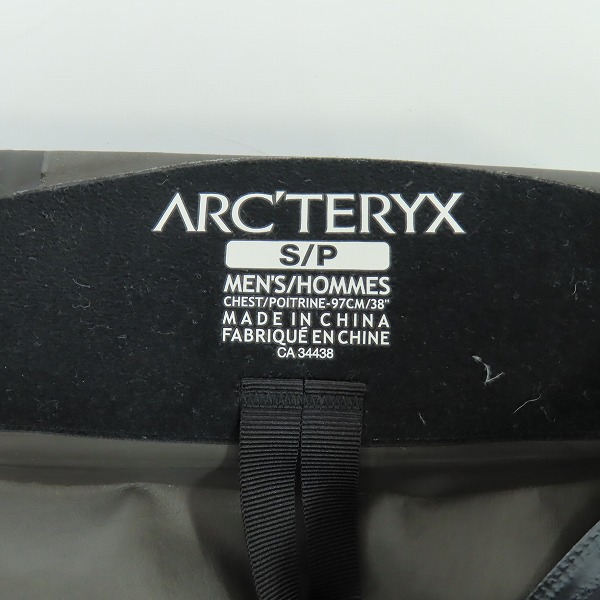 ARC'TERYX
S/P
MEN'S/HOMMES
CHEST/POITRINE-97CM/38"
MADE IN CHINA
FABRIQUÉ EN CHINE
CA 34438